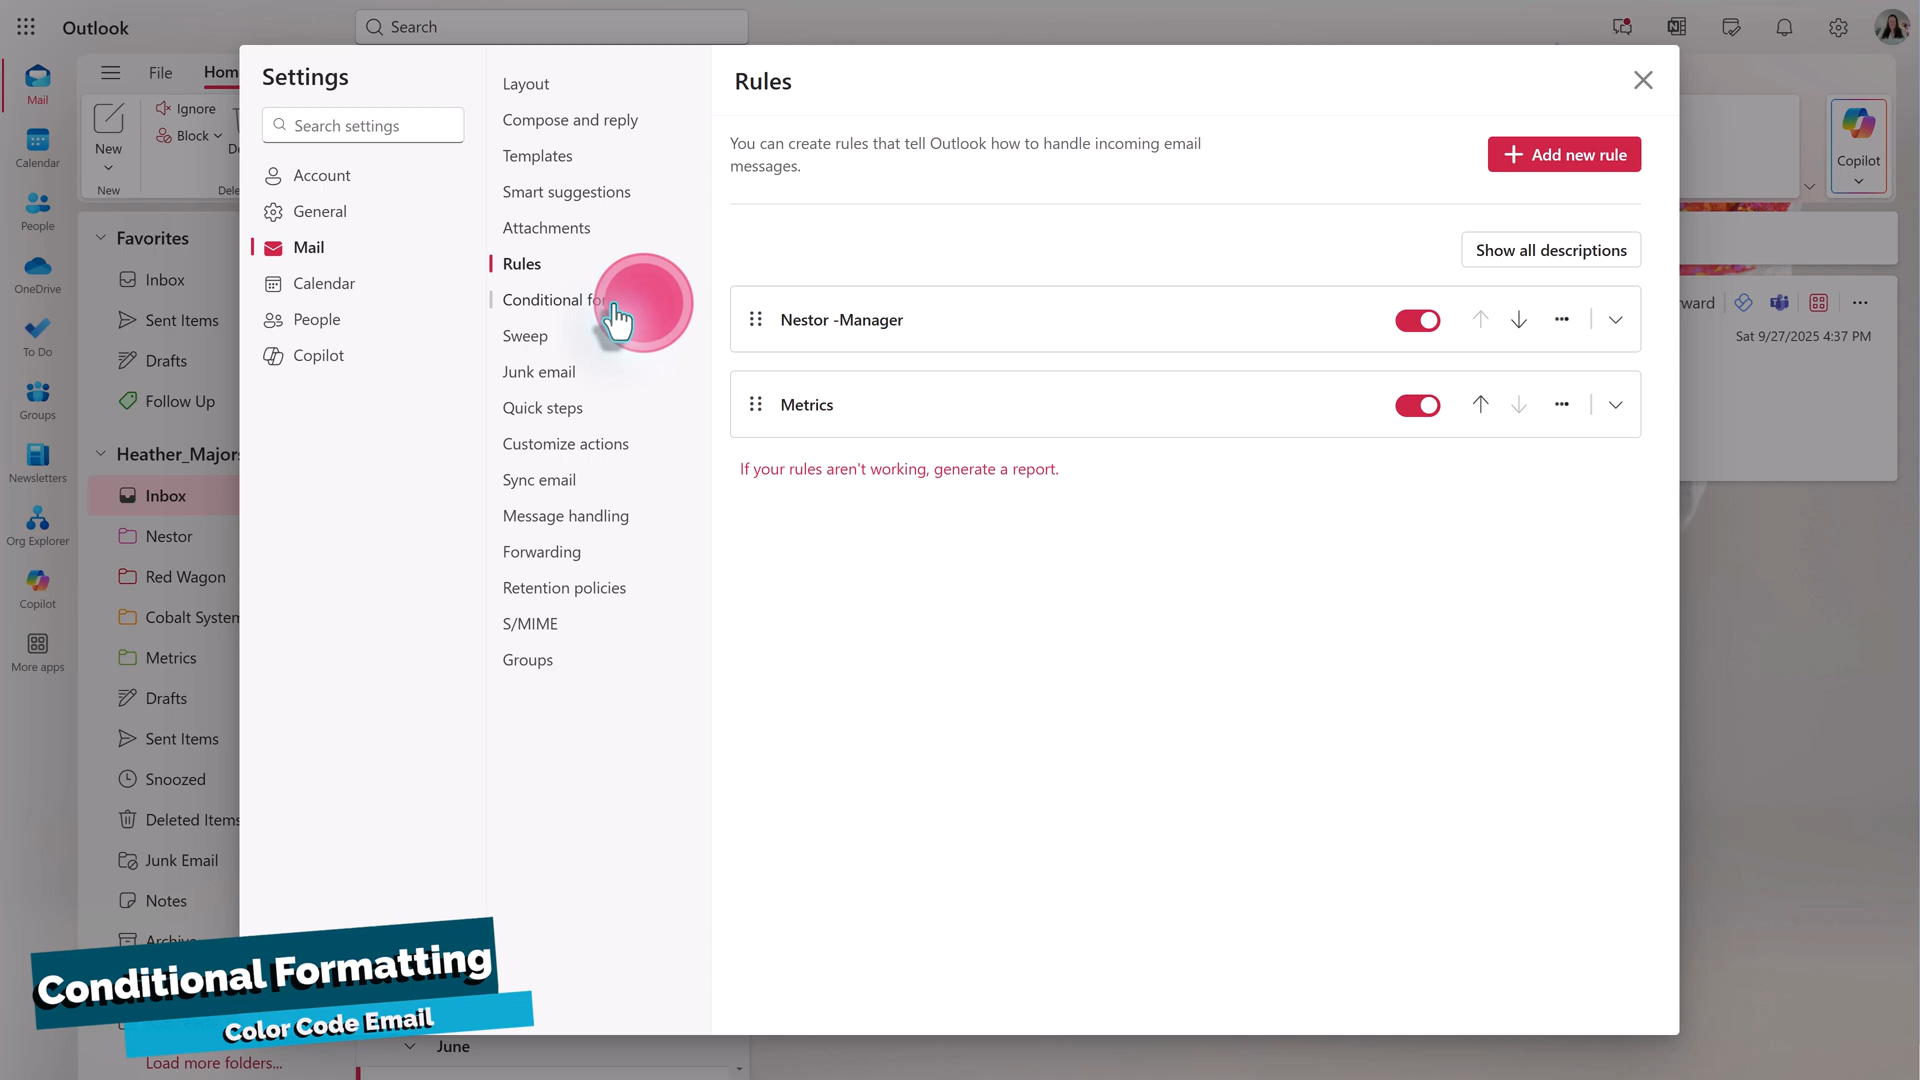 Outlook
Search
File
Home
New
Ignore
Block
New
Dele
Copilot
Mail
Calendar
People
OneDrive
To Do
Groups
Newsletters
Org Explorer
Copilot
More apps
Favorites
Inbox
Sent Items
Drafts
Follow Up
Heather_Majors
Inbox
Nestor
Red Wagon
Cobalt System
Metrics
Drafts
Sent Items
Snoozed
Deleted Items
Junk Email
Notes
Archive
Load more folders...
Settings
Search settings
Account
General
Mail
Calendar
People
Copilot
Layout
Compose and reply
Templates
Smart suggestions
Attachments
Rules
Conditional fo
Sweep
Junk email
Quick steps
Customize actions
Sync email
Message handling
Forwarding
Retention policies
S/MIME
Groups
Rules
You can create rules that tell Outlook how to handle incoming email
messages.
Add new rule
Show all descriptions
Nestor -Manager
Metrics
If your rules aren't working, generate a report.
ward
Sat 9/27/2025 4:37 PM
June
Conditional Formatting
Color Code Email